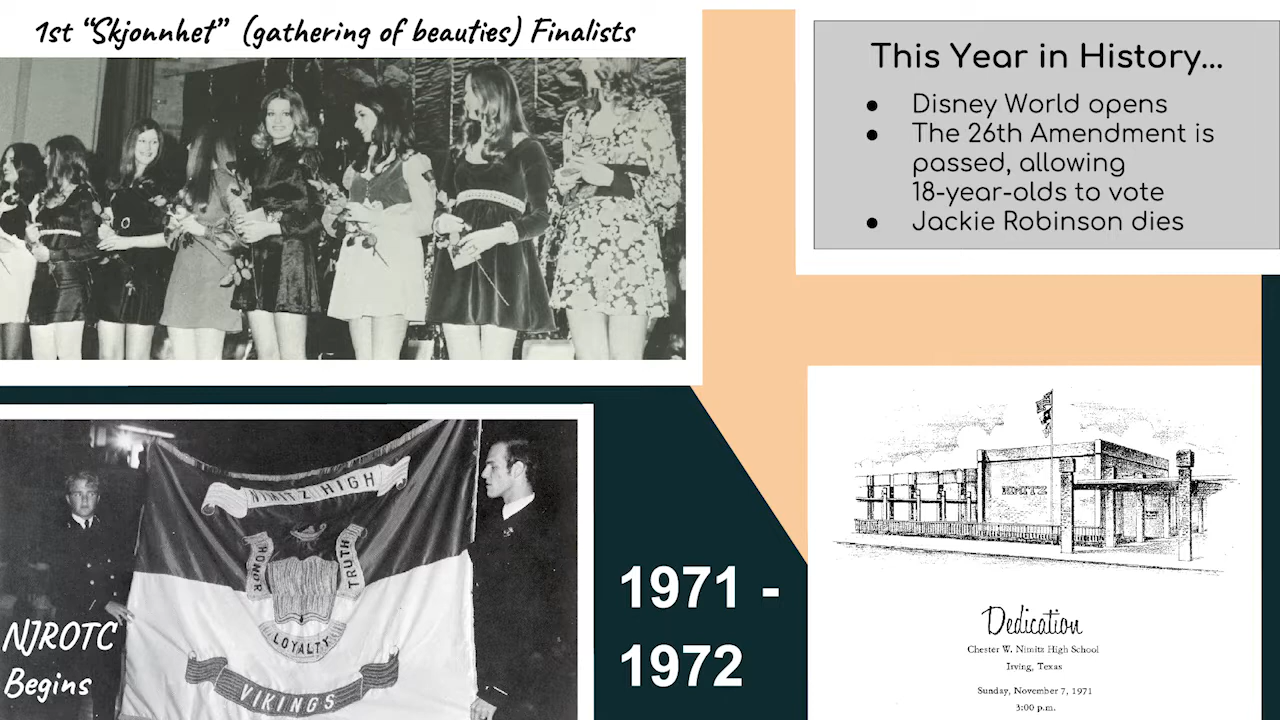 1st “Skjonnhet” (gathering of beauties) Finalists
This Year in History...
● Disney World opens
● The 26th Amendment is
passed, allowing
18-year-olds to vote
● Jackie Robinson dies
NIMITZ HIGH
HONOR
TRUTH
LOYALTY
VIKINGS
NJROTC
Begins
1971 -
1972
NIMITZ
Dedication
Chester W. Nimitz High School
Irving, Texas
Sunday, November 7, 1971
3:00 p.m.